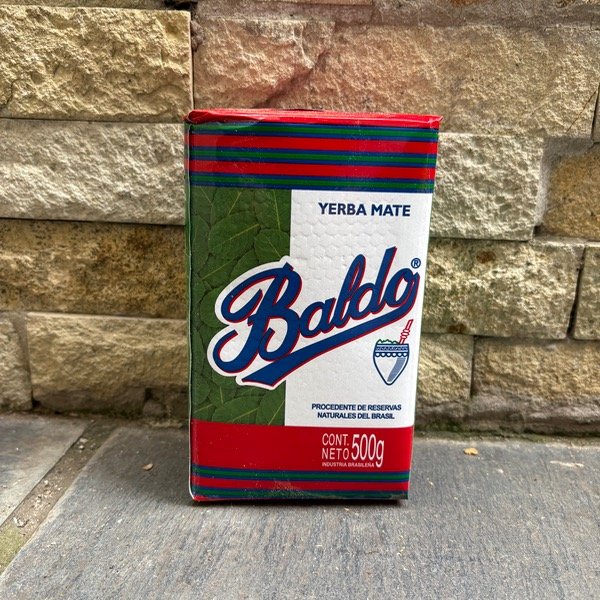 YERBA MATE
Baldo®
PROCEDENTE DE RESERVAS
NATURALES DEL BRASIL
CONT.
NETO 500g
INDUSTRIA BRASILEÑA